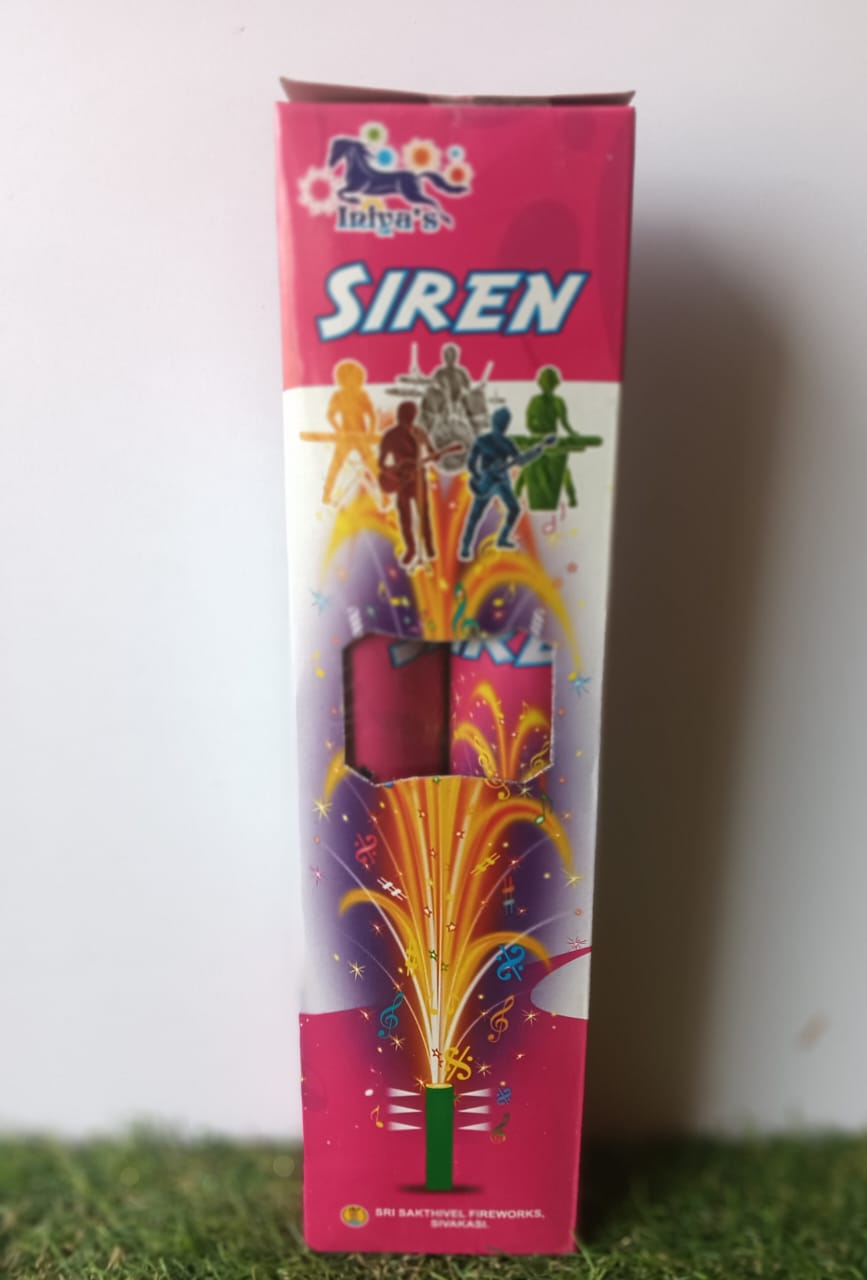 Iniya's
SIREN
SRI SAKTHIVEL FIREWORKS,
SIVAKASI.